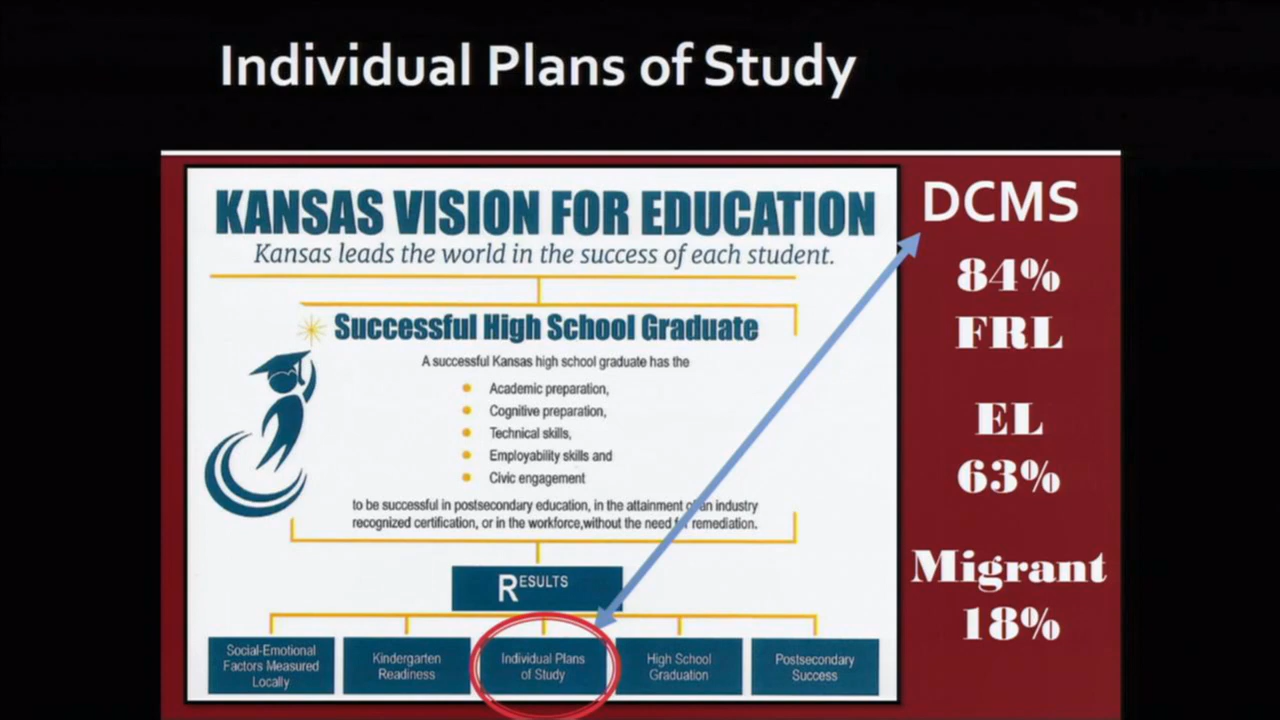 Individual Plans of Study
KANSAS VISION FOR EDUCATION
Kansas leads the world in the success of each student.
Successful High School Graduate
A successful Kansas high school graduate has the
Academic preparation,
Cognitive preparation,
Technical skills,
Employability skills and
Civic engagement
to be successful in postsecondary education, in the attainment of an industry
recognized certification, or in the workforce,without the need for remediation.
RESULTS
Social-Emotional
Factors Measured
Locally
Kindergarten
Readiness
Individual Plans
of Study
High School
Graduation
Postsecondary
Success
DCMS
84%
FRL
EL
63%
Migrant
18%